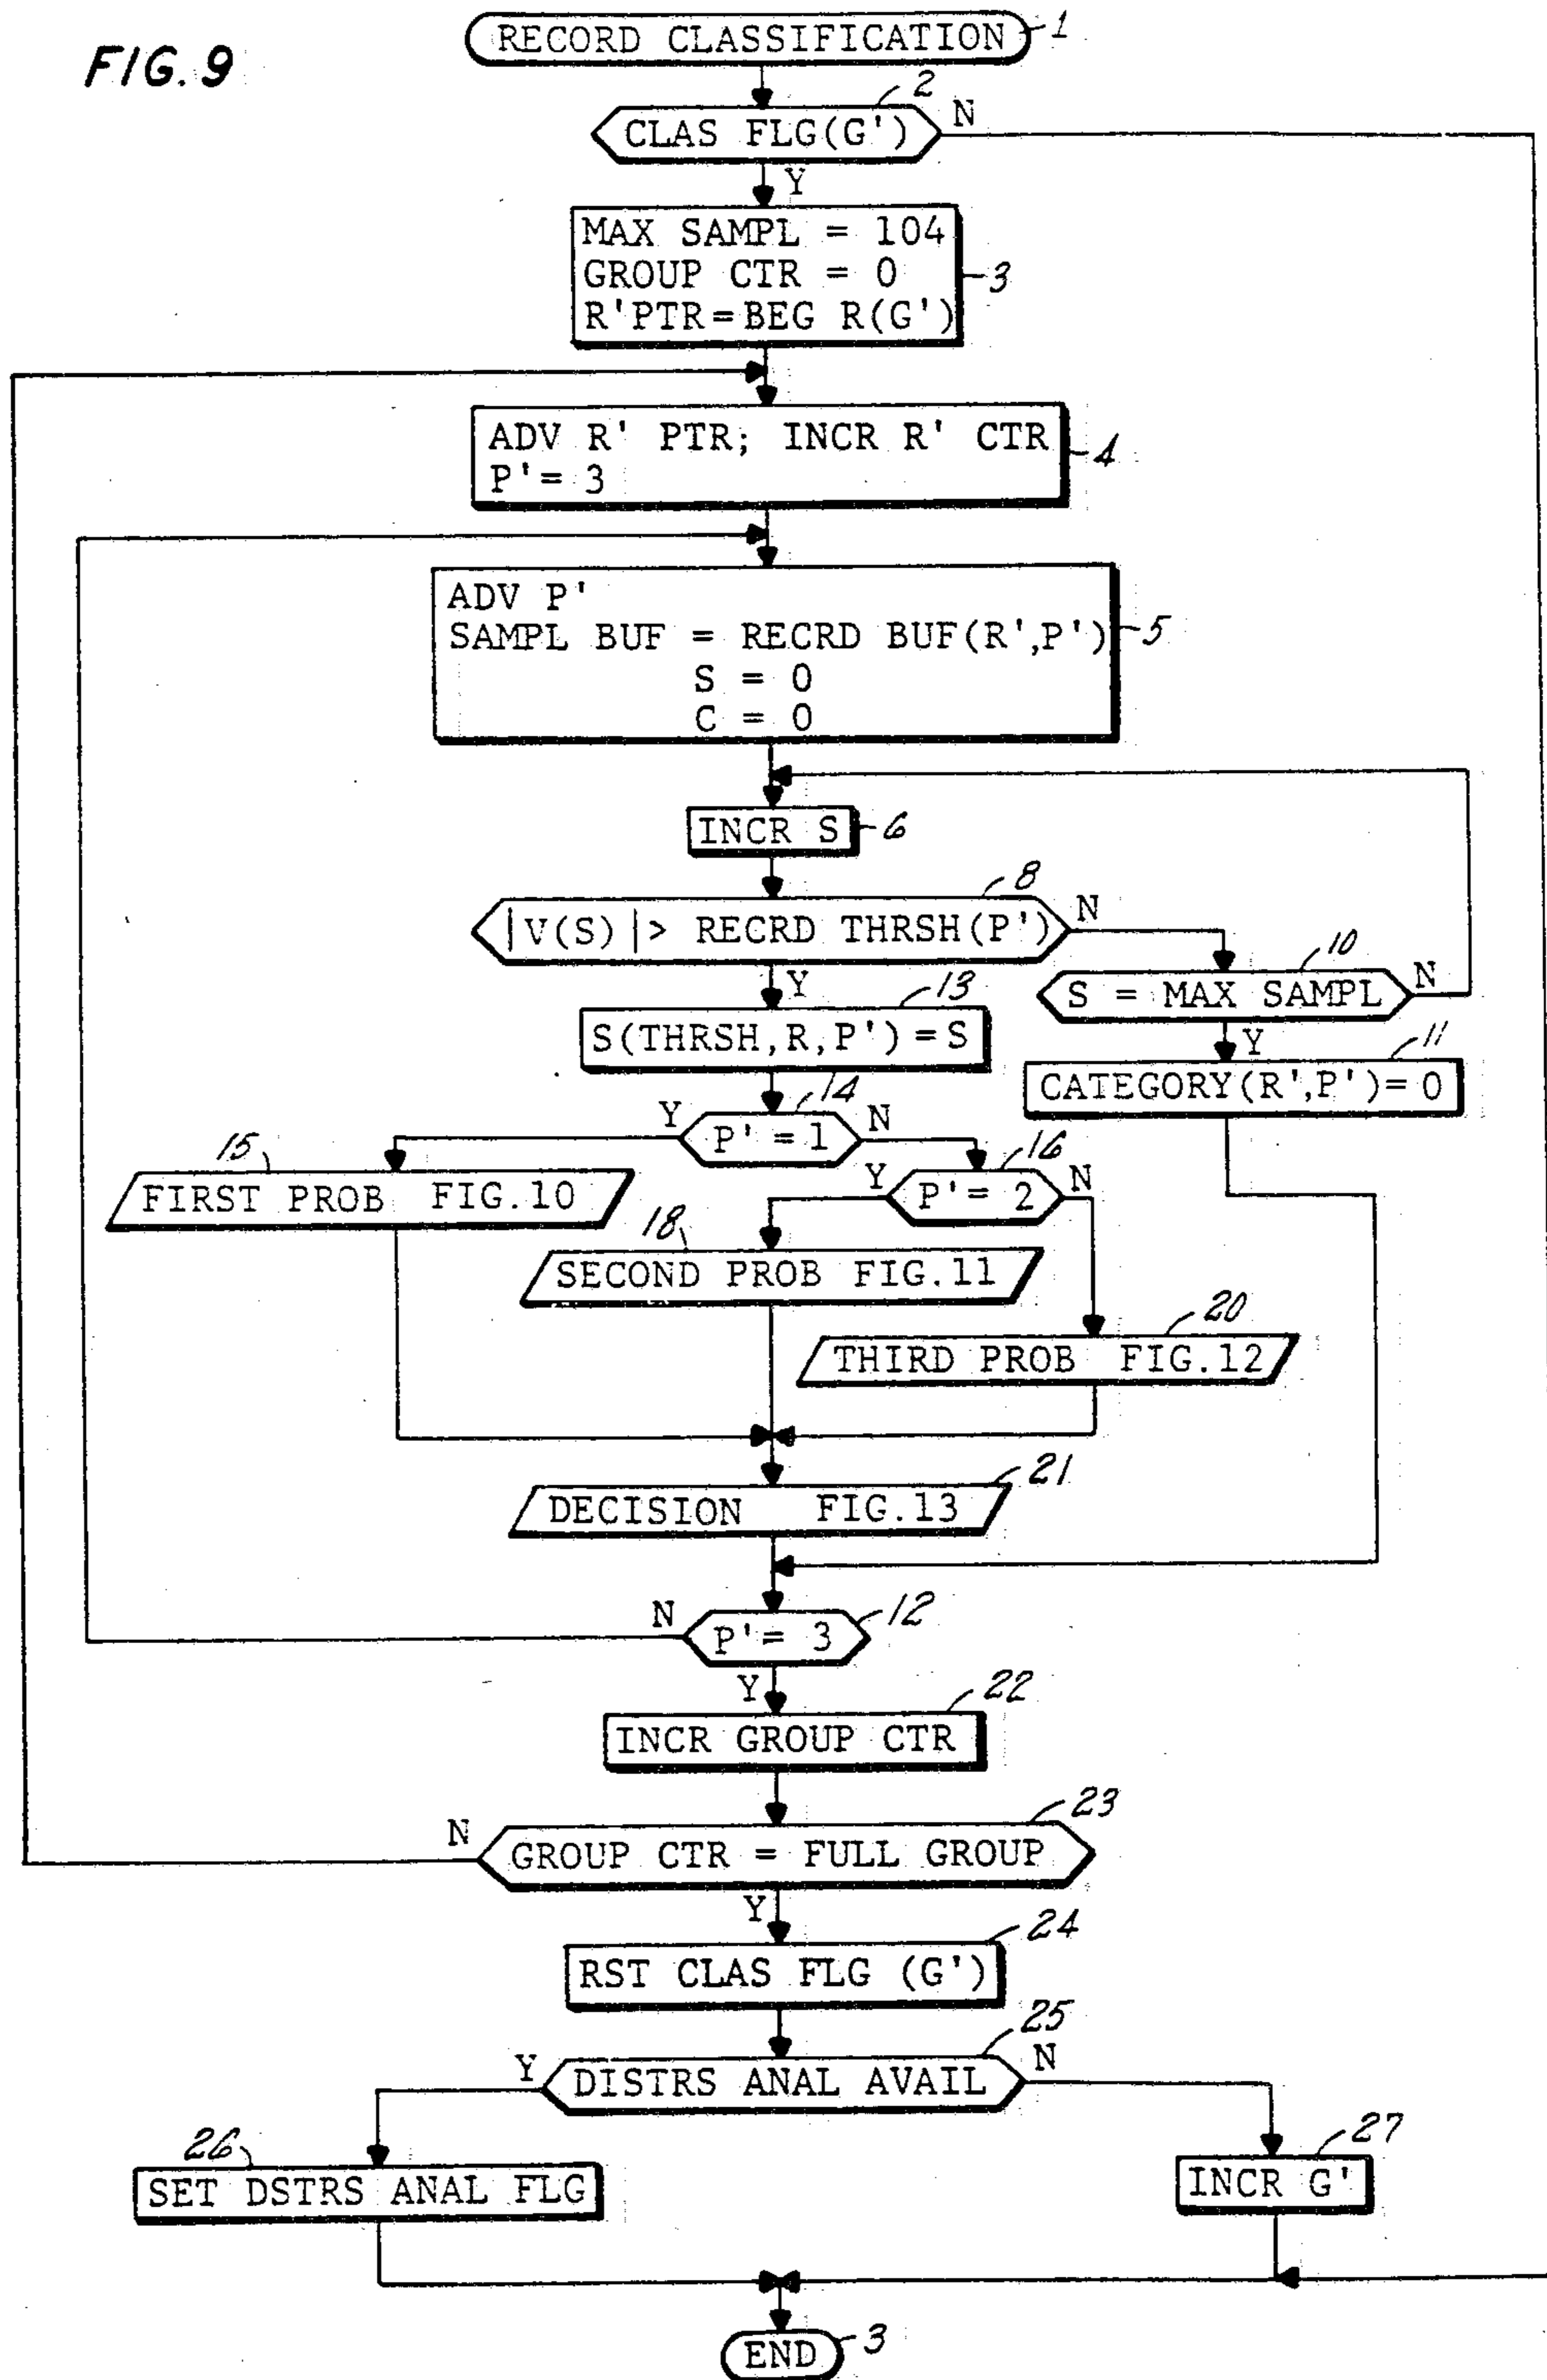 FIG. 9
RECORD CLASSIFICATION
1
CLAS FLG(G')
2
N
Y
MAX SAMPL = 104
GROUP CTR = 0
R'PTR=BEG R(G')
3
ADV R' PTR; INCR R' CTR
P'= 3
4
ADV P'
SAMPL BUF = RECRD BUF(R',P')
S = 0
C = 0
5
INCR S
6
|V(S)|> RECRD THRSH(P')
8
N
Y
S = MAX SAMPL
10
N
Y
S(THRSH,R,P')=S
13
CATEGORY(R',P')=0
11
Y
P'=1
14
N
FIRST PROB FIG.10
15
Y
P'= 2
16
N
SECOND PROB FIG.11
18
THIRD PROB FIG.12
20
DECISION FIG.13
21
N
P'= 3
12
Y
INCR GROUP CTR
22
N
GROUP CTR = FULL GROUP
23
Y
RST CLAS FLG (G')
24
Y
DISTRS ANAL AVAIL
25
N
SET DSTRS ANAL FLG
26
INCR G'
27
END
3